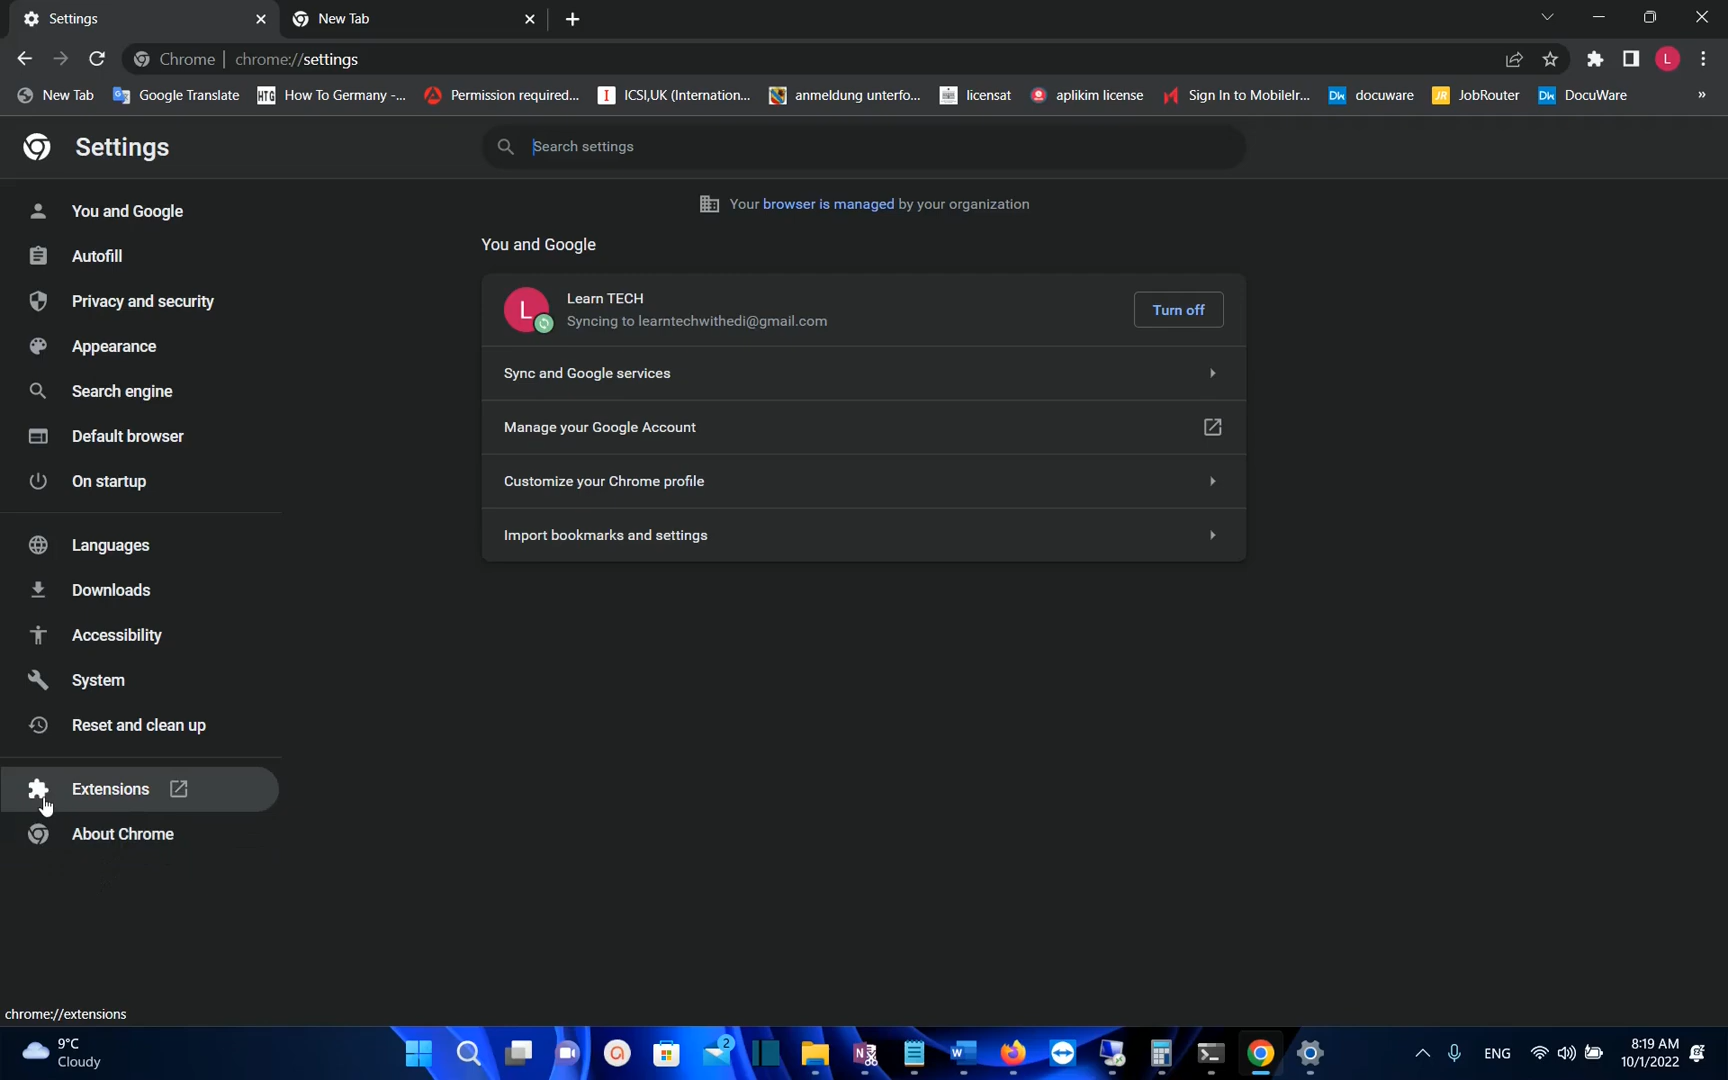 Settings
New Tab
Chrome | chrome://settings
New Tab
Google Translate
HTG How To Germany -...
Permission required...
I ICSI,UK (Internation...
anmeldung unterfo...
licensat
aplikim license
Sign In to MobileIr...
DW docuware
JR JobRouter
DW DocuWare
»
L
Settings
Search settings
Your browser is managed by your organization
You and Google
Autofill
Privacy and security
Appearance
Search engine
Default browser
On startup
Languages
Downloads
Accessibility
System
Reset and clean up
Extensions
About Chrome
You and Google
L
Learn TECH
Syncing to learntechwithedi@gmail.com
Turn off
Sync and Google services
Manage your Google Account
Customize your Chrome profile
Import bookmarks and settings
chrome://extensions
9°C
Cloudy
2
ENG
8:19 AM
10/1/2022